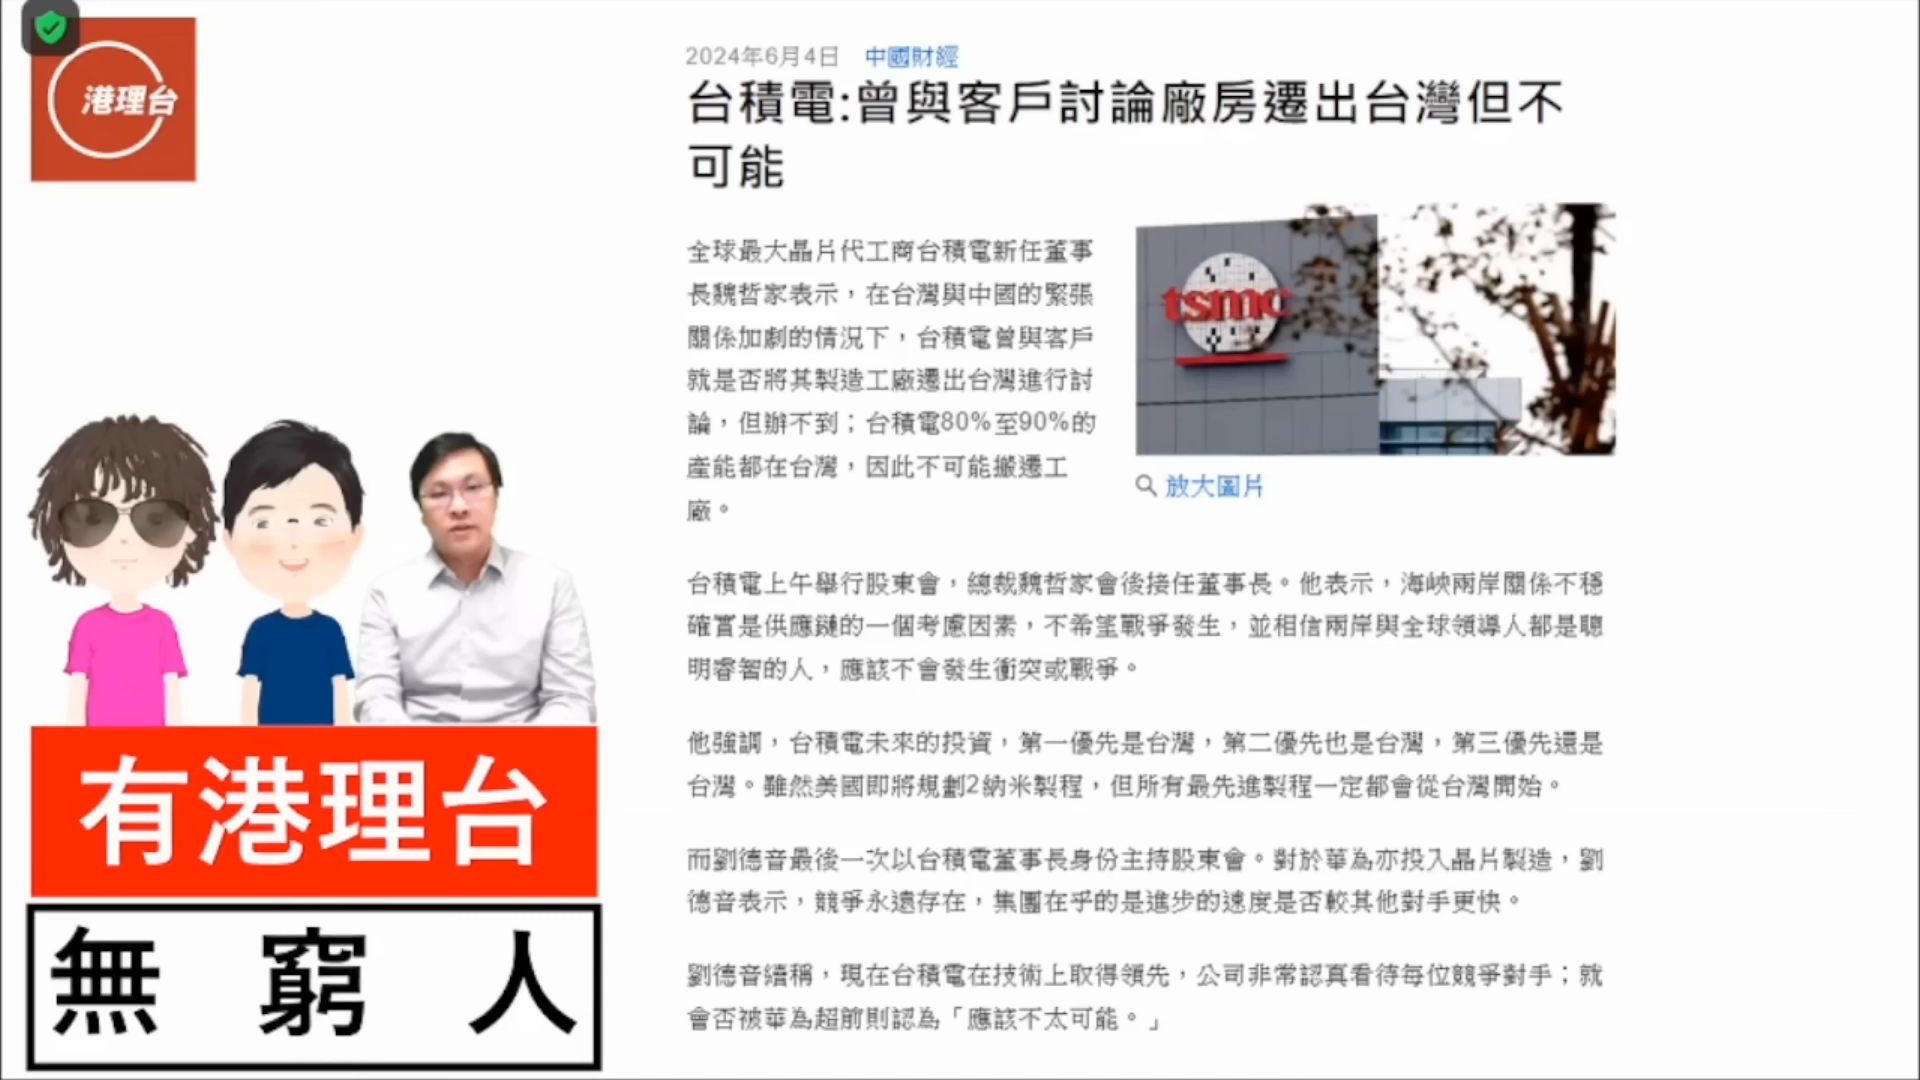 港理台
2024年6月4日 中國財經
台積電:曾與客戶討論廠房遷出台灣但不
可能
全球最大晶片代工商台積電新任董事
長魏哲家表示，在台灣與中國的緊張
關係加劇的情況下，台積電曾與客戶
就是否將其製造工廠遷出台灣進行討
論，但辦不到；台積電80%至90%的
產能都在台灣，因此不可能搬遷工
廠。
tsmc
放大圖片
台積電上午舉行股東會，總裁魏哲家會後接任董事長。他表示，海峽兩岸關係不穩
確實是供應鏈的一個考慮因素，不希望戰爭發生，並相信兩岸與全球領導人都是聰
明睿智的人，應該不會發生衝突或戰爭。
他強調，台積電未來的投資，第一優先是台灣，第二優先也是台灣，第三優先還是
台灣。雖然美國即將規劃2納米製程，但所有最先進製程一定都會從台灣開始。
而劉德音最後一次以台積電董事長身份主持股東會。對於華為亦投入晶片製造，劉
德音表示，競爭永遠存在，集團在乎的是進步的速度是否較其他對手更快。
劉德音續稱，現在台積電在技術上取得領先，公司非常認真看待每位競爭對手；就
會否被華為超前則認為「應該不太可能。」
有港理台
無窮人